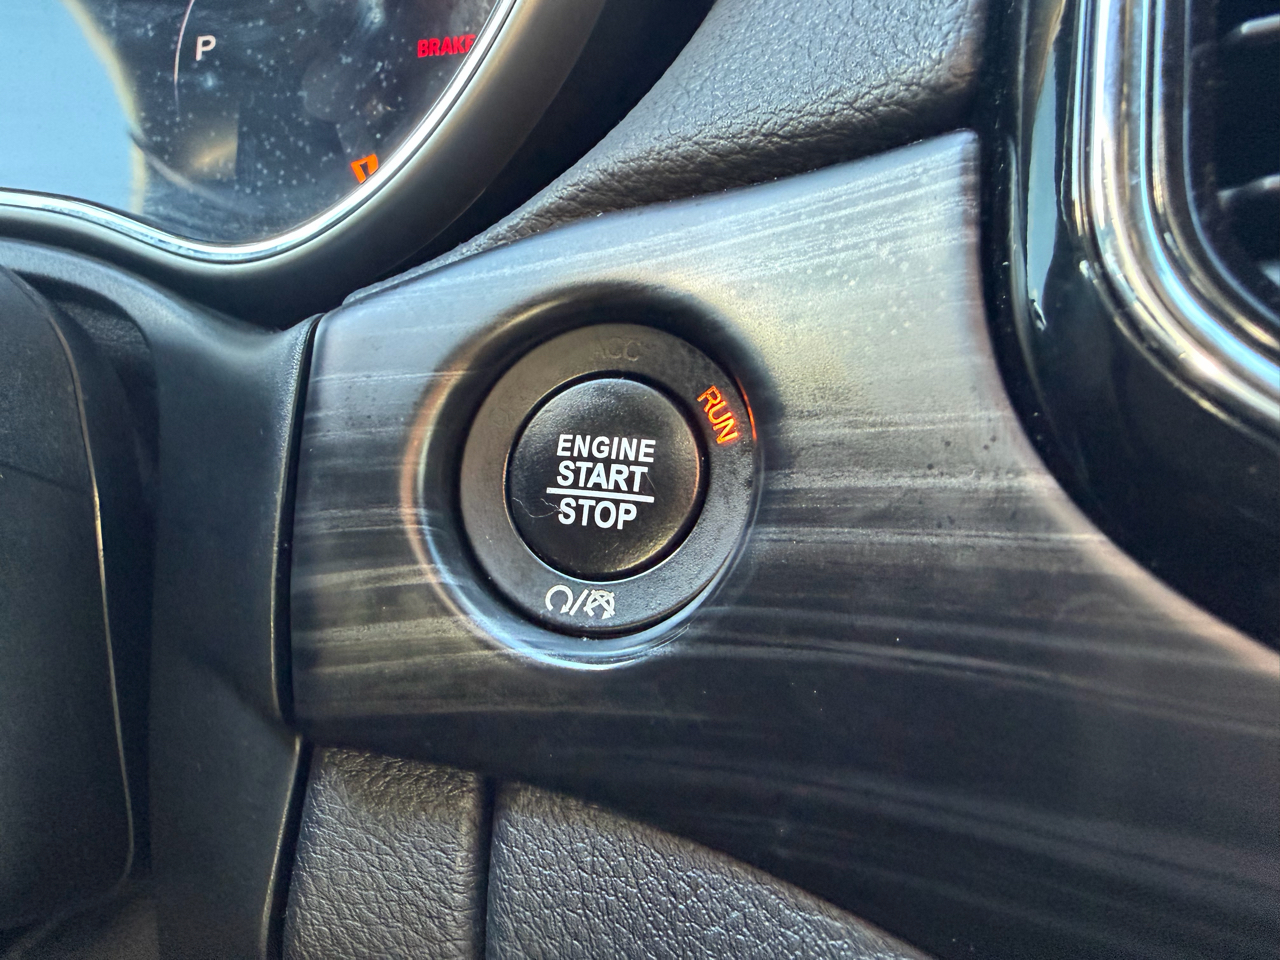 P
BRAKE
ACC
RUN
ENGINE
START
STOP